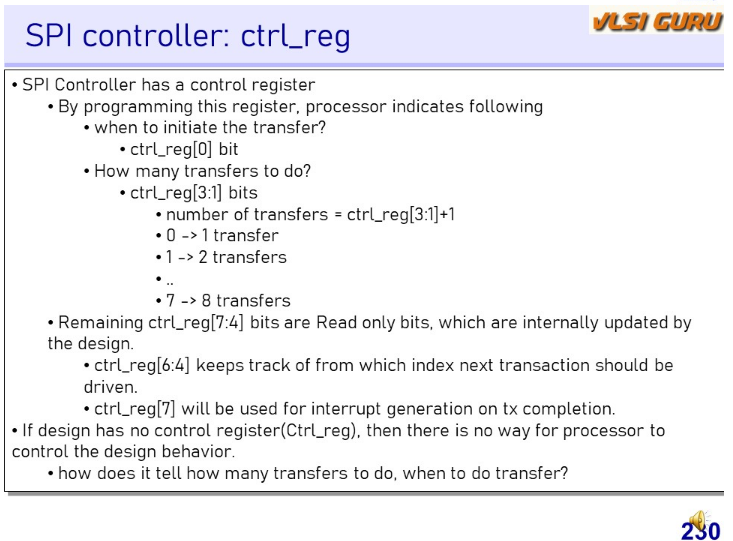 SPI controller: ctrl_reg
VLSI GURU
• SPI Controller has a control register
• By programming this register, processor indicates following
• when to initiate the transfer?
• ctrl_reg[0] bit
• How many transfers to do?
• ctrl_reg[3:1] bits
• number of transfers = ctrl_reg[3:1]+1
• 0 -> 1 transfer
• 1 -> 2 transfers
• ..
• 7 -> 8 transfers
• Remaining ctrl_reg[7:4] bits are Read only bits, which are internally updated by
the design.
• ctrl_reg[6:4] keeps track of from which index next transaction should be
driven.
• ctrl_reg[7] will be used for interrupt generation on tx completion.
• If design has no control register(Ctrl_reg), then there is no way for processor to
control the design behavior.
• how does it tell how many transfers to do, when to do transfer?
230